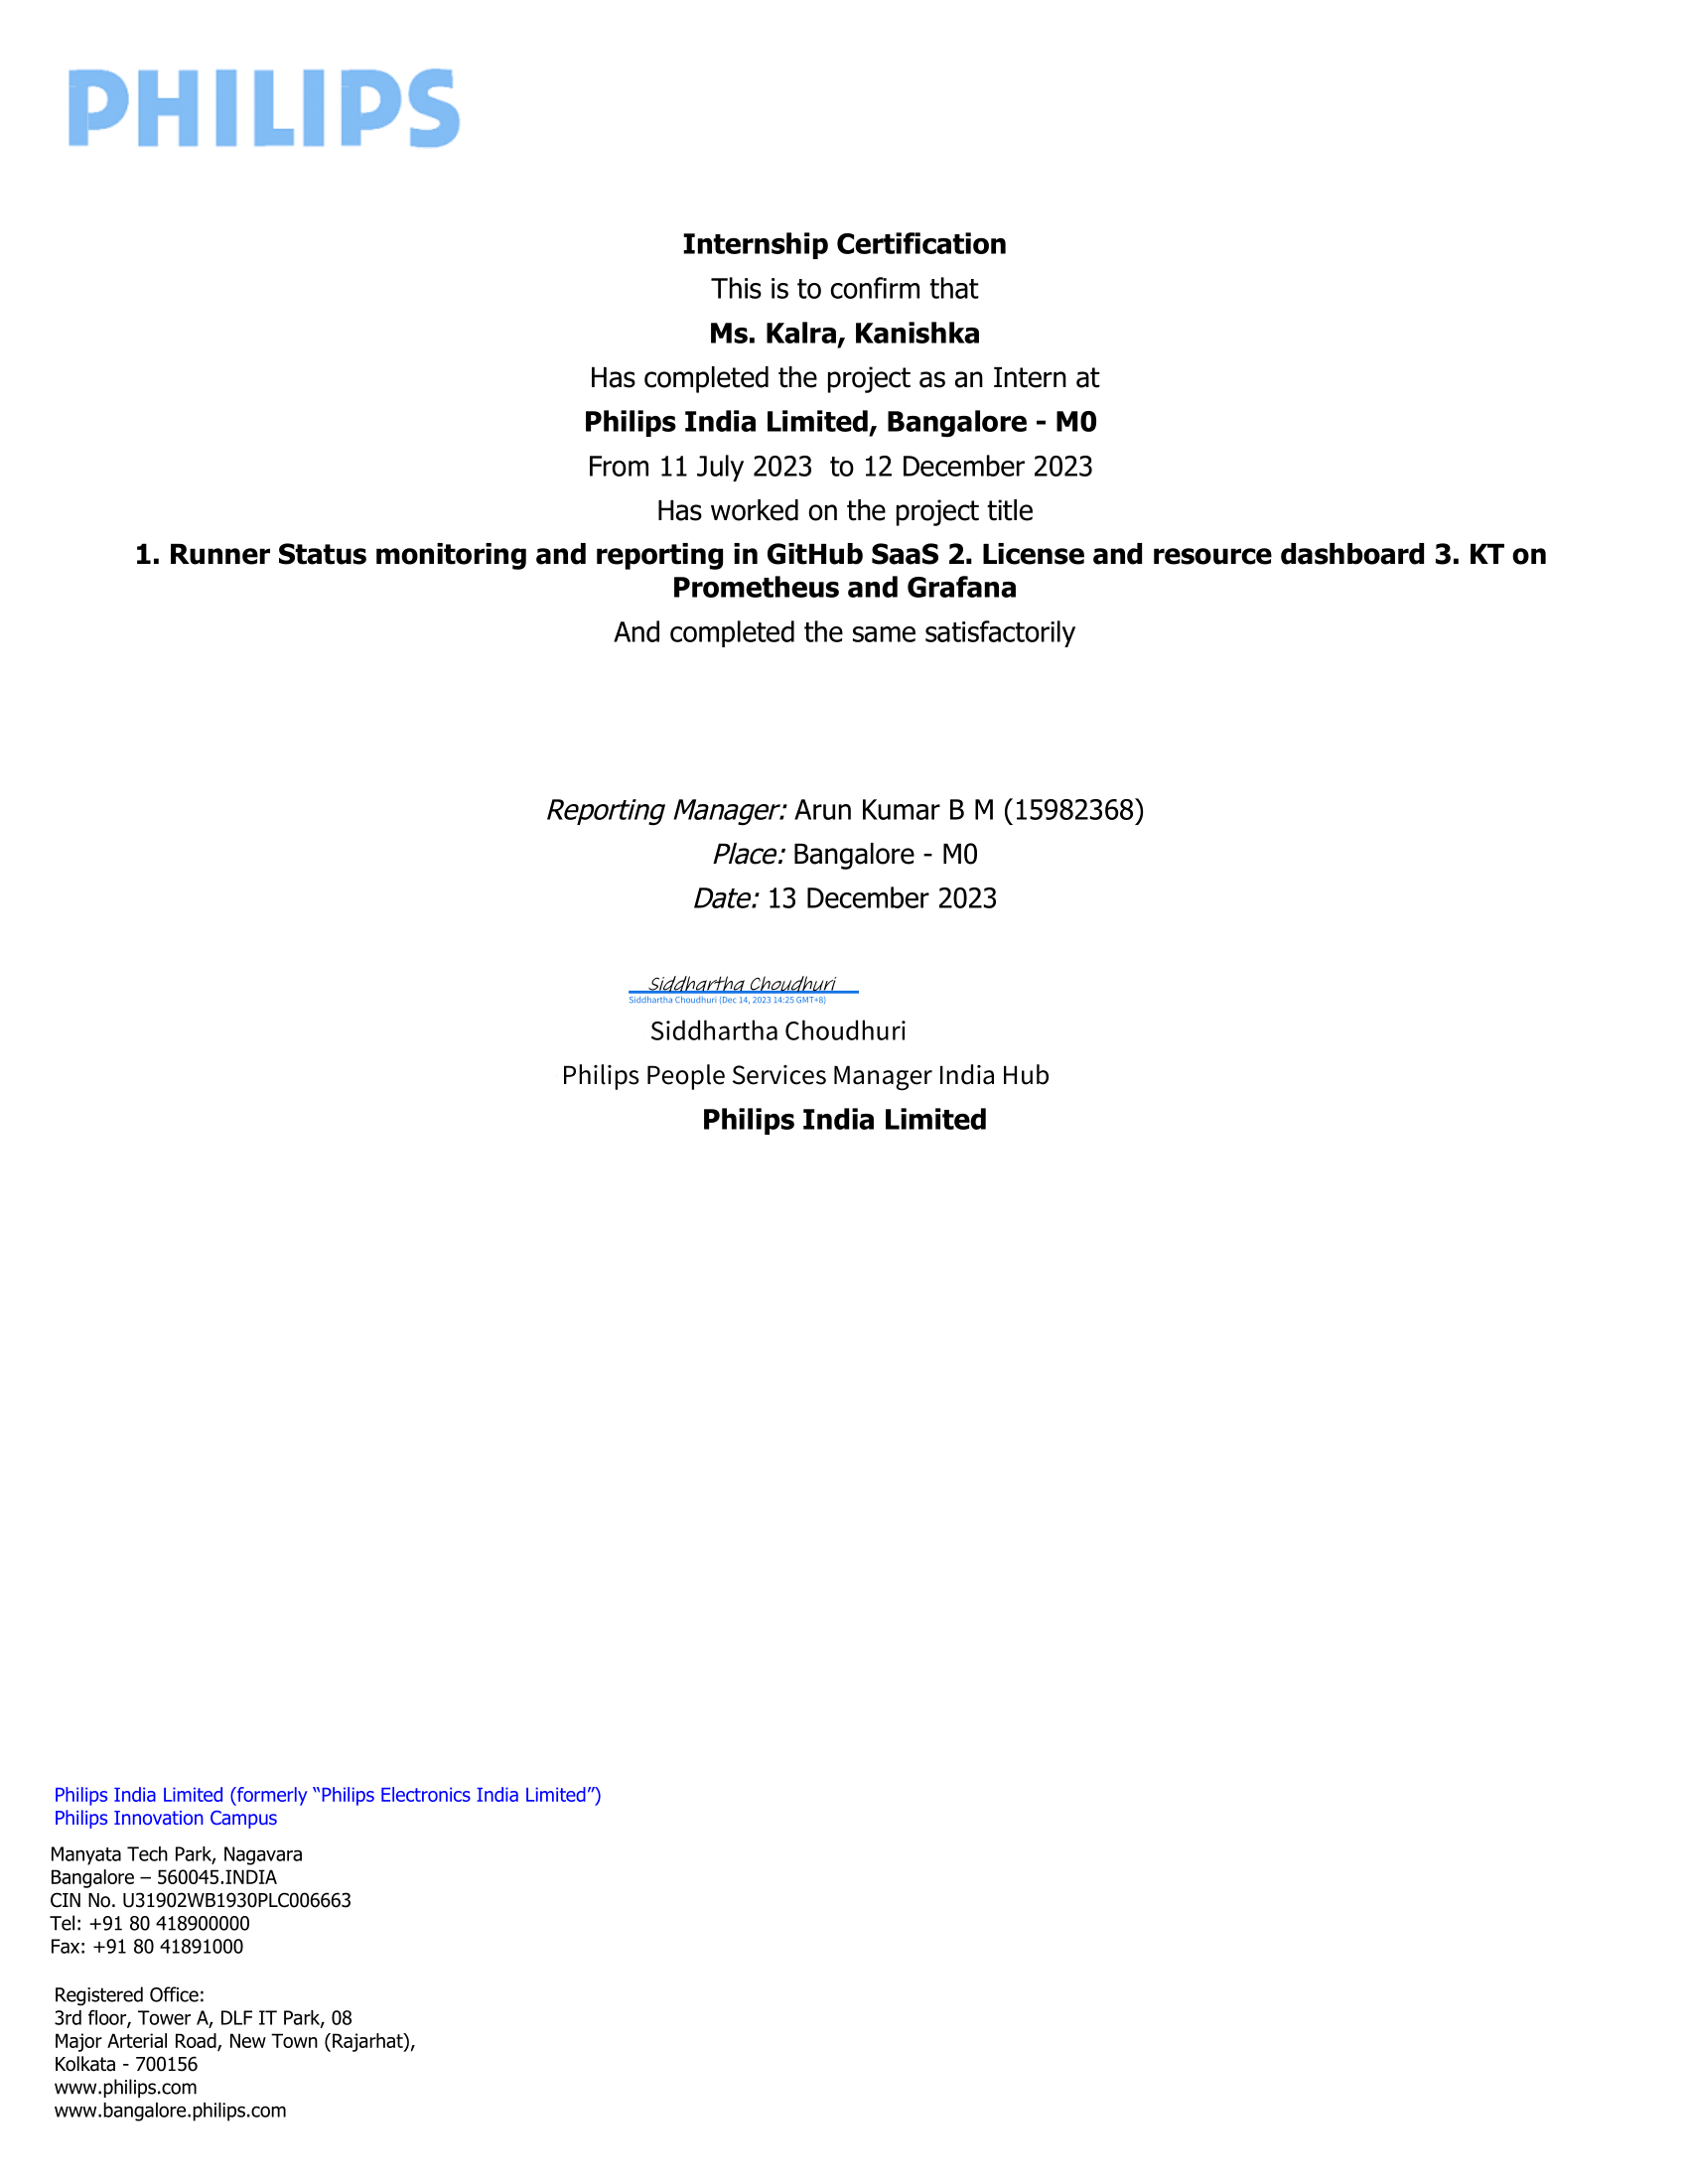 PHILIPS
Internship Certification
This is to confirm that
Ms. Kalra, Kanishka
Has completed the project as an Intern at
Philips India Limited, Bangalore - M0
From 11 July 2023  to 12 December 2023
Has worked on the project title
1. Runner Status monitoring and reporting in GitHub SaaS 2. License and resource dashboard 3. KT on
Prometheus and Grafana
And completed the same satisfactorily
Reporting Manager: Arun Kumar B M (15982368)
Place: Bangalore - M0
Date: 13 December 2023
Siddhartha Choudhuri
Siddhartha Choudhuri (Dec 14, 2023 14:25 GMT+8)
Siddhartha Choudhuri
Philips People Services Manager India Hub
Philips India Limited
Philips India Limited (formerly “Philips Electronics India Limited”)
Philips Innovation Campus
Manyata Tech Park, Nagavara
Bangalore – 560045.INDIA
CIN No. U31902WB1930PLC006663
Tel: +91 80 418900000
Fax: +91 80 41891000
Registered Office:
3rd floor, Tower A, DLF IT Park, 08
Major Arterial Road, New Town (Rajarhat),
Kolkata - 700156
www.philips.com
www.bangalore.philips.com